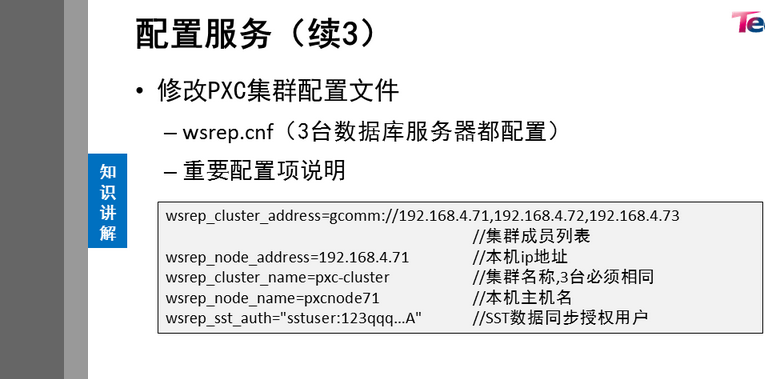 配置服务（续3）
Te
• 修改PXC集群配置文件
– wsrep.cnf（3台数据库服务器都配置）
– 重要配置项说明
知识讲解
wsrep_cluster_address=gcomm://192.168.4.71,192.168.4.72,192.168.4.73
//集群成员列表
wsrep_node_address=192.168.4.71 //本机ip地址
wsrep_cluster_name=pxc-cluster //集群名称,3台必须相同
wsrep_node_name=pxcnode71 //本机主机名
wsrep_sst_auth="sstuser:123qqq...A" //SST数据同步授权用户